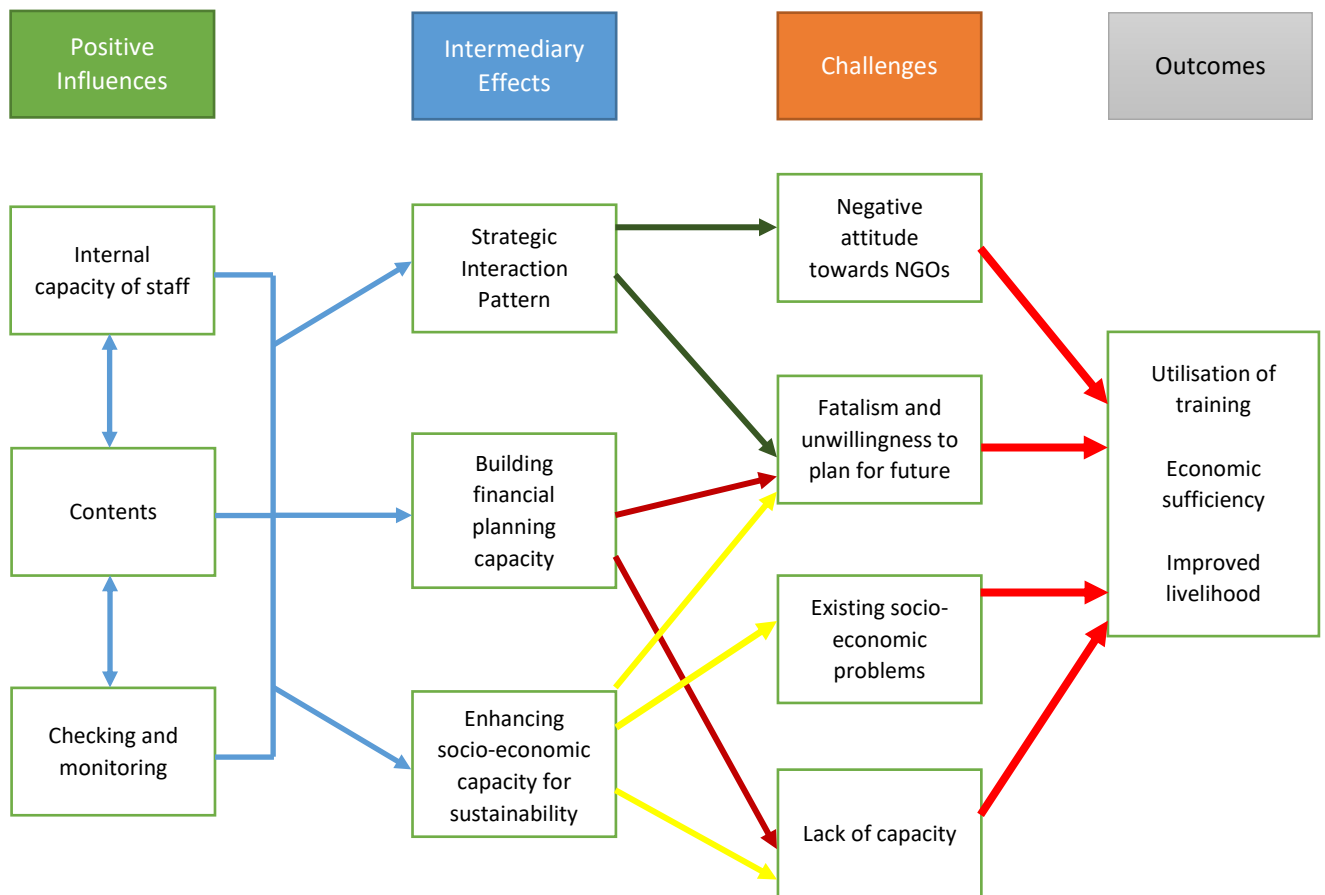 Positive
Influences
Intermediary
Effects
Challenges
Outcomes
Internal
capacity of staff
Contents
Checking and
monitoring
Strategic
Interaction
Pattern
Building
financial
planning
capacity
Enhancing
socio-economic
capacity for
sustainability
Negative
attitude
towards NGOs
Fatalism and
unwillingness to
plan for future
Existing socio-
economic
problems
Lack of capacity
Utilisation of
training
Economic
sufficiency
Improved
livelihood